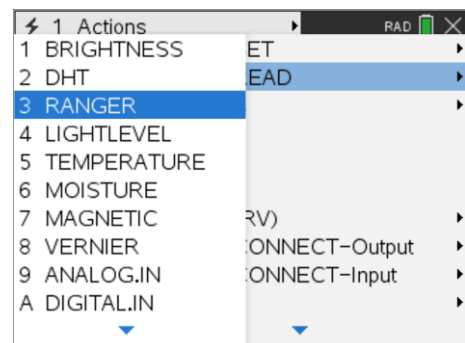 1 Actions RAD
1 BRIGHTNESS ET
2 DHT EAD
3 RANGER
4 LIGHTLEVEL
5 TEMPERATURE
6 MOISTURE
7 MAGNETIC RV)
8 VERNIER ONNECT-Output
9 ANALOG.IN ONNECT-Input
A DIGITAL.IN